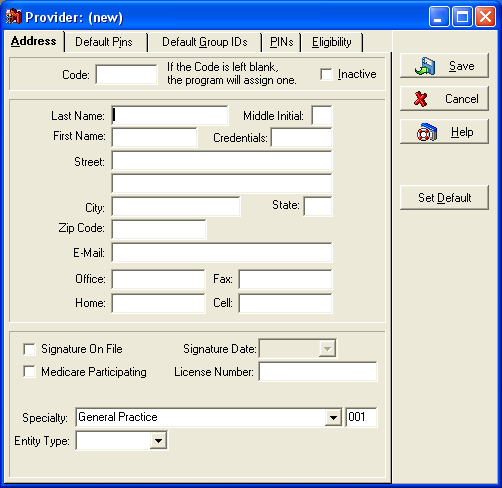 Provider: (new)
Address Default Pins Default Group IDs PINs Eligibility
Code: If the Code is left blank, the program will assign one. Inactive
Save
Cancel
Help
Set Default
Last Name: Middle Initial:
First Name: Credentials:
Street:
City: State:
Zip Code:
E-Mail:
Office: Fax:
Home: Cell:
Signature On File Signature Date:
Medicare Participating License Number:
Specialty: General Practice 001
Entity Type: